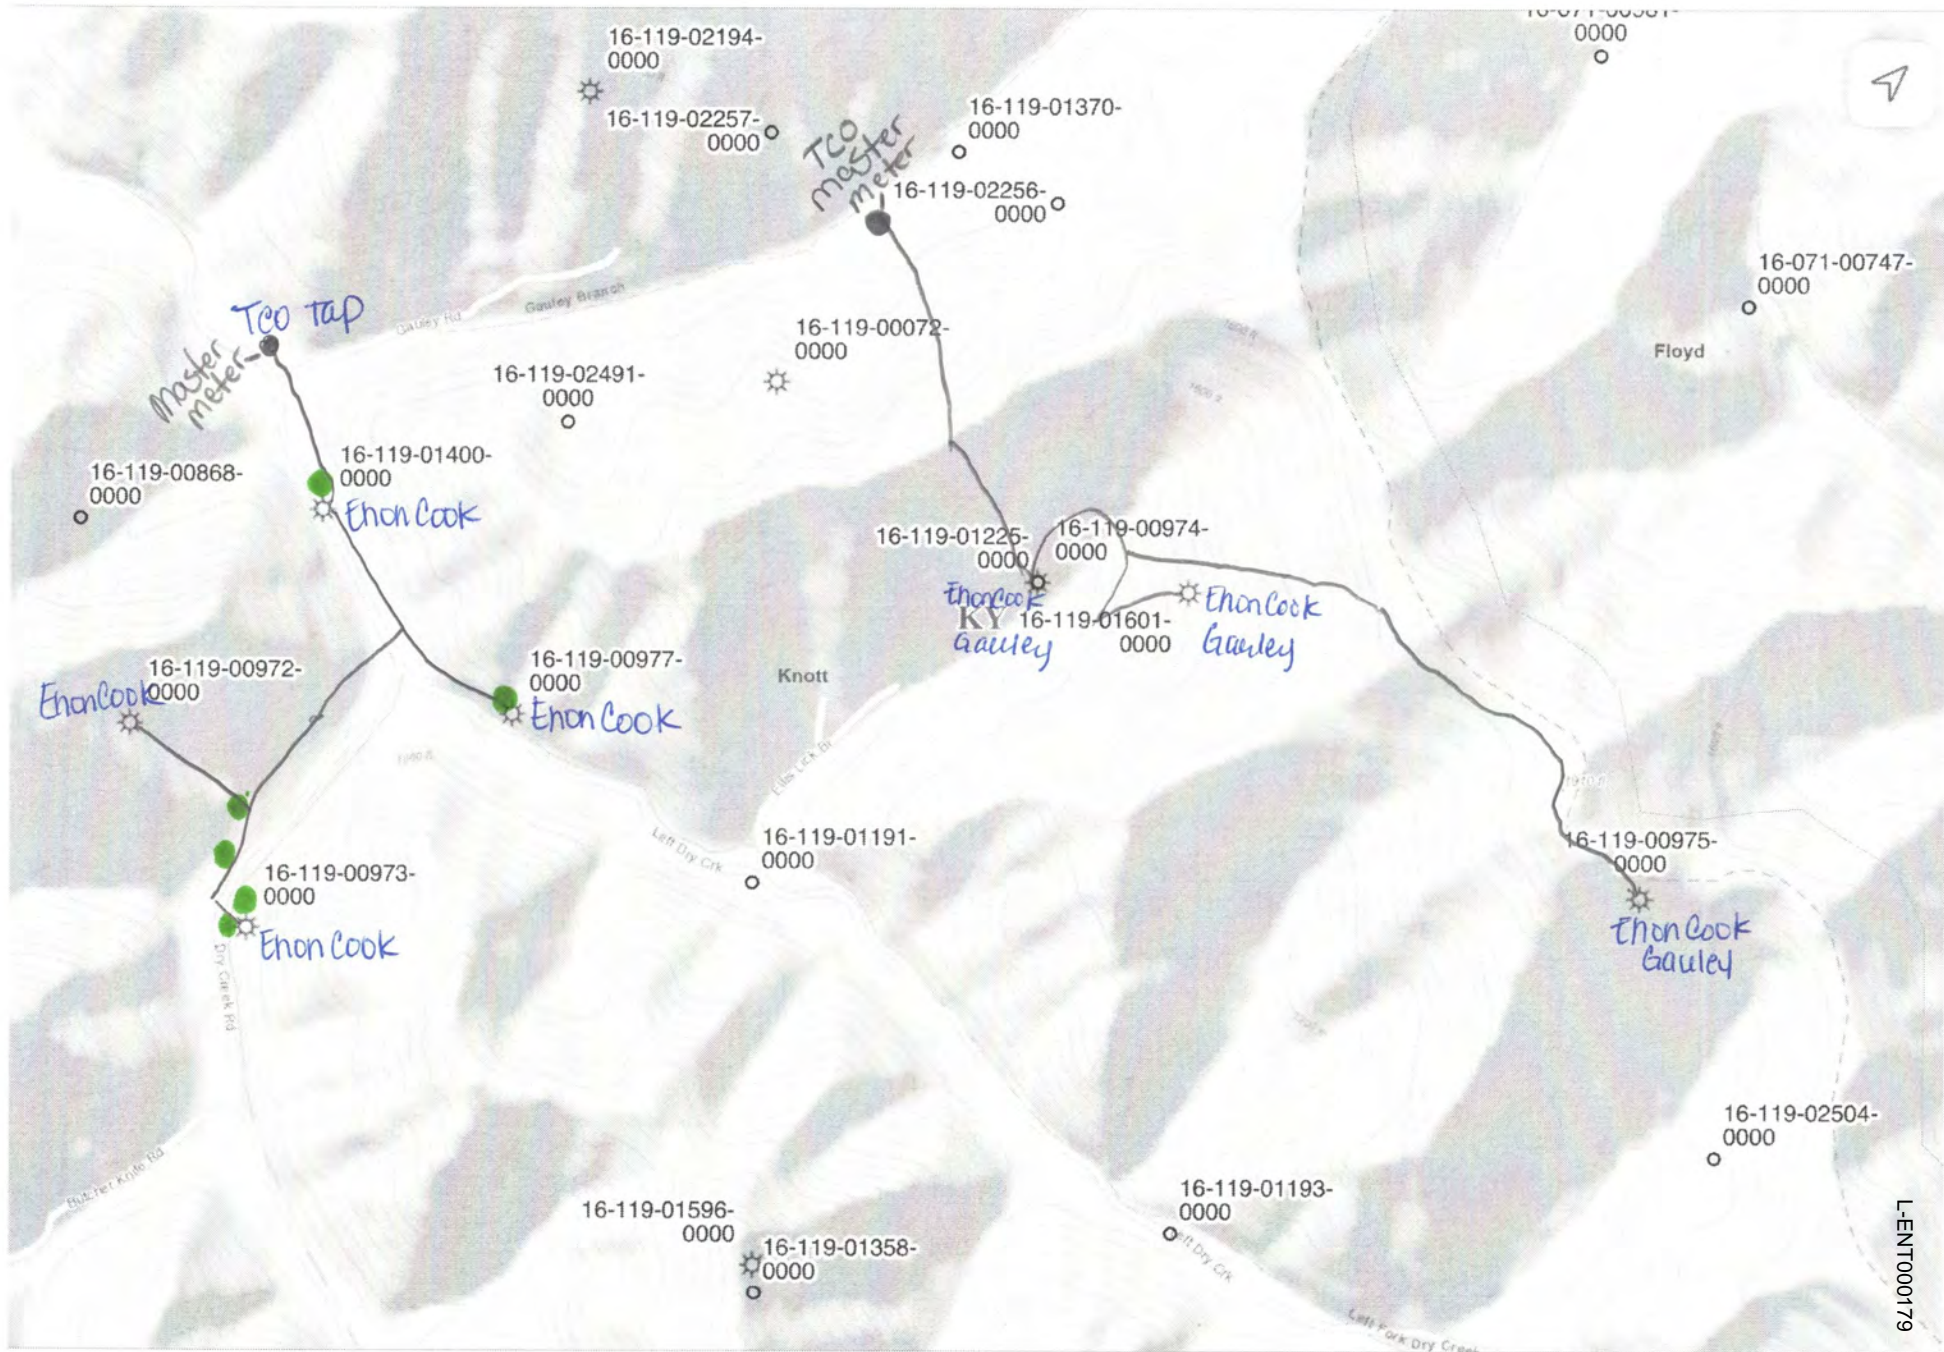 0000
16-119-02194-
0000
16-119-02257-
0000
TCO
master
meter
16-119-01370-
0000
16-119-02256-
0000
16-071-00747-
0000
Floyd
TCO Tap
Master
meter
Gauley Rd
Gauley Branch
16-119-00072-
0000
16-119-02491-
0000
16-119-01400-
0000
Enon Cook
16-119-00868-
0000
16-119-01225-
0000
16-119-00974-
0000
Enon Cook
KY
Gauley
16-119-01601-
0000
Enon Cook
Gauley
16-119-00972-
0000
Enon Cook
16-119-00977-
0000
Enon Cook
Knott
Left Dry Crk
16-119-01191-
0000
16-119-00975-
0000
Enon Cook
Gauley
16-119-00973-
0000
Enon Cook
Dry Creek Rd
Butcher Knife Rd
16-119-02504-
0000
16-119-01193-
0000
Left Dry Crk
16-119-01596-
0000
16-119-01358-
0000
Left Fork Dry Creek
L-ENT000179